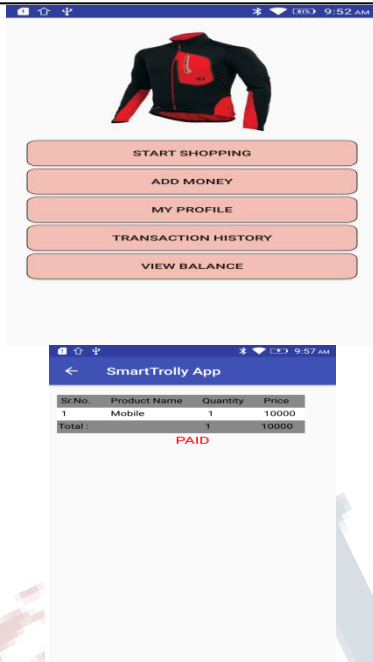 9:52 AM
START SHOPPING
ADD MONEY
MY PROFILE
TRANSACTION HISTORY
VIEW BALANCE
9:57 AM
SmartTrolly App
Sr.No. Product Name Quantity Price
1 Mobile 1 10000
Total : 1 10000
PAID